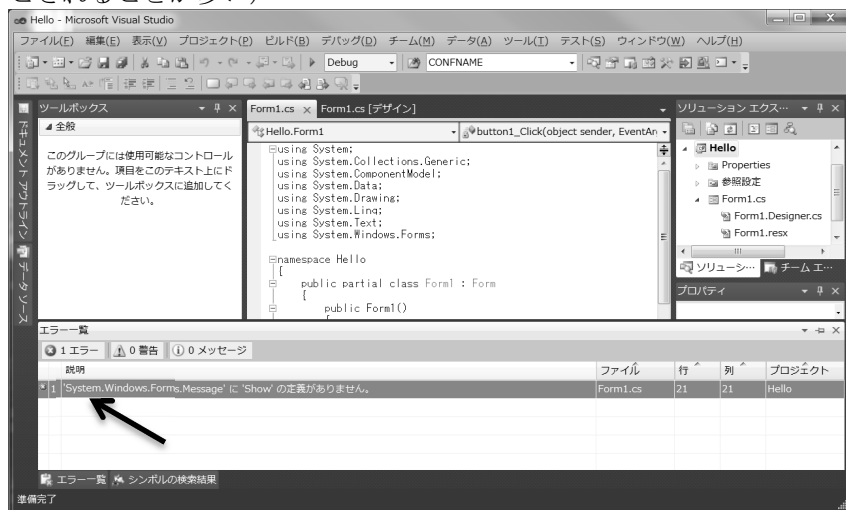 Hello - Microsoft Visual Studio
ファイル(F) 編集(E) 表示(V) プロジェクト(P) ビルド(B) デバッグ(D) チーム(M) データ(A) ツール(T) テスト(S) ウィンドウ(W) ヘルプ(H)
Debug CONFNAME
ドキュメント アウトライン
データ ソース
ツールボックス
全般
このグループには使用可能なコントロール
がありません。項目をこのテキスト上にド
ラッグして、ツールボックスに追加してく
ださい。
Form1.cs × Form1.cs [デザイン]
Hello.Form1 button1_Click(object sender, EventArg
using System;
using System.Collections.Generic;
using System.ComponentModel;
using System.Data;
using System.Drawing;
using System.Linq;
using System.Text;
using System.Windows.Forms;
namespace Hello
{
public partial class Form1 : Form
{
public Form1()
{
ソリューション エクス…
Hello
Properties
参照設定
Form1.cs
Form1.Designer.cs
Form1.resx
ソリューシ… チーム エ…
プロパティ
エラー一覧
1 エラー 0 警告 0 メッセージ
説明 ファイル 行 列 プロジェクト
1 'System.Windows.Forms.Message' に 'Show' の定義がありません。 Form1.cs 21 21 Hello
エラー一覧 シンボルの検索結果
準備完了